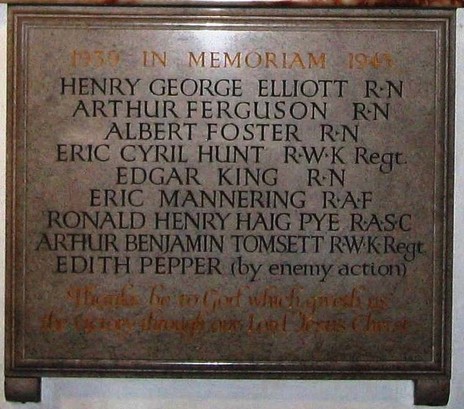 1939 IN MEMORIAM 1945
HENRY GEORGE ELLIOTT R·N
ARTHUR FERGUSON R·N
ALBERT FOSTER R·N
ERIC CYRIL HUNT R·W·K Regt.
EDGAR KING R·N
ERIC MANNERING R·A·F
RONALD HENRY HAIG PYE R·A·S·C
ARTHUR BENJAMIN TOMSETT R·W·K Regt
EDITH PEPPER (by enemy action)
Thanks be to God which giveth us
the victory through our Lord Jesus Christ